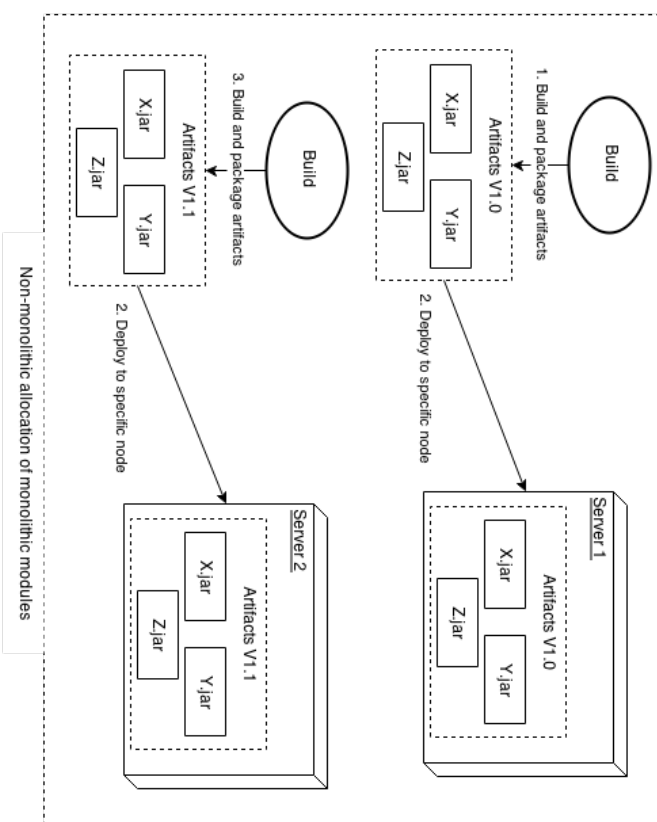 Build
1. Build and package artifacts
Artifacts V1.0
X.jar
Y.jar
Z.jar
2. Deploy to specific node
Server 1
Artifacts V1.0
X.jar
Y.jar
Z.jar
Build
3. Build and package artifacts
Artifacts V1.1
X.jar
Y.jar
Z.jar
2. Deploy to specific node
Server 2
Artifacts V1.1
X.jar
Y.jar
Z.jar
Non-monolithic allocation of monolithic modules